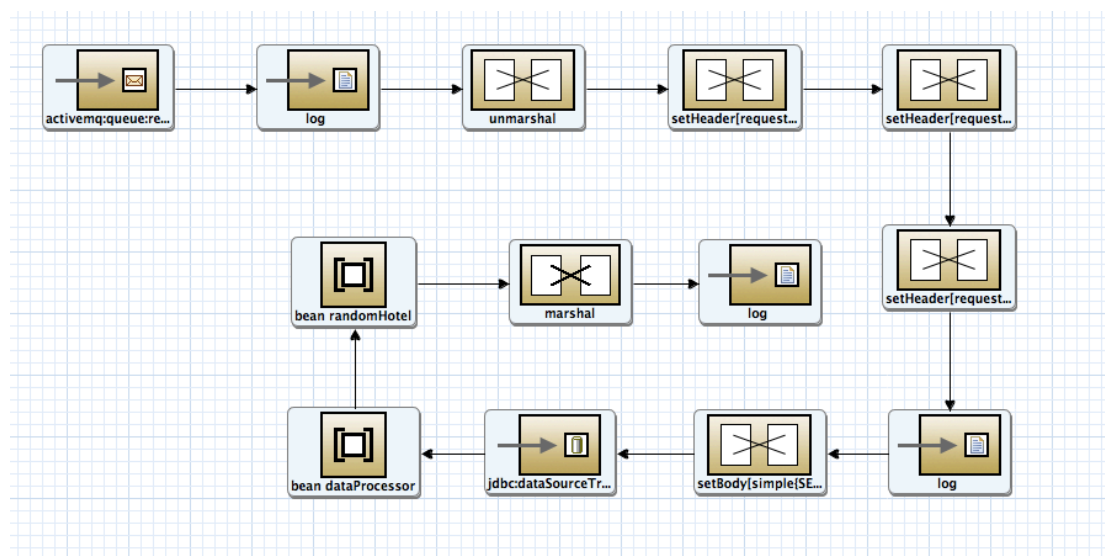 activemq:queue:re...
log
unmarshal
setHeader[request...
setHeader[request...
setHeader[request...
bean randomHotel
marshal
log
bean dataProcessor
jdbc:dataSourceTr...
setBody[simple{SE...
log